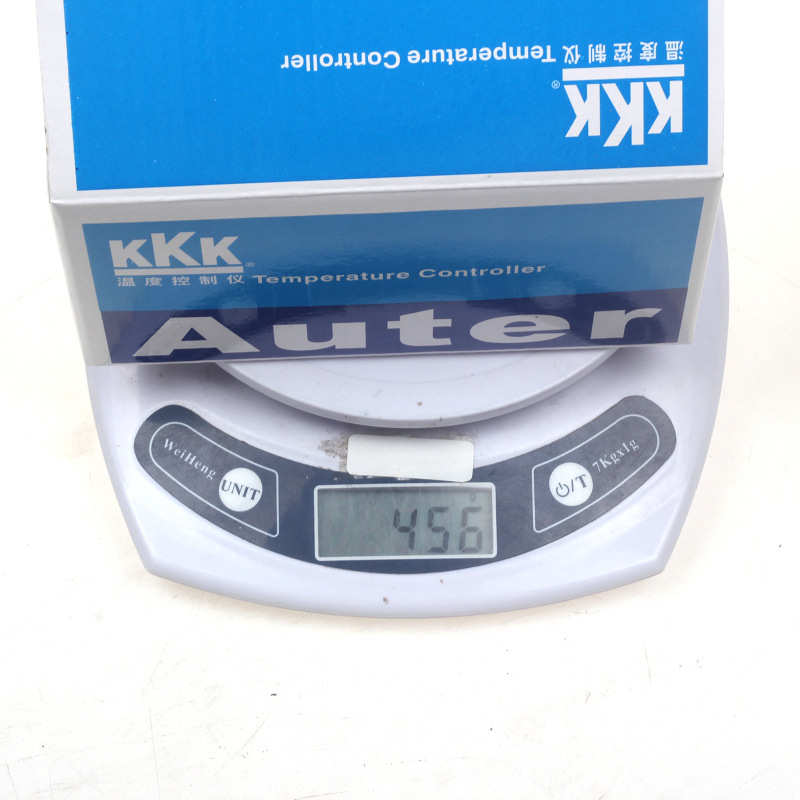 温度控制仪 Temperature Controller
KKK®
KKK®
温度控制仪 Temperature Controller
Auter
WeiHeng
UNIT
⏻/T
7Kgx1g
456